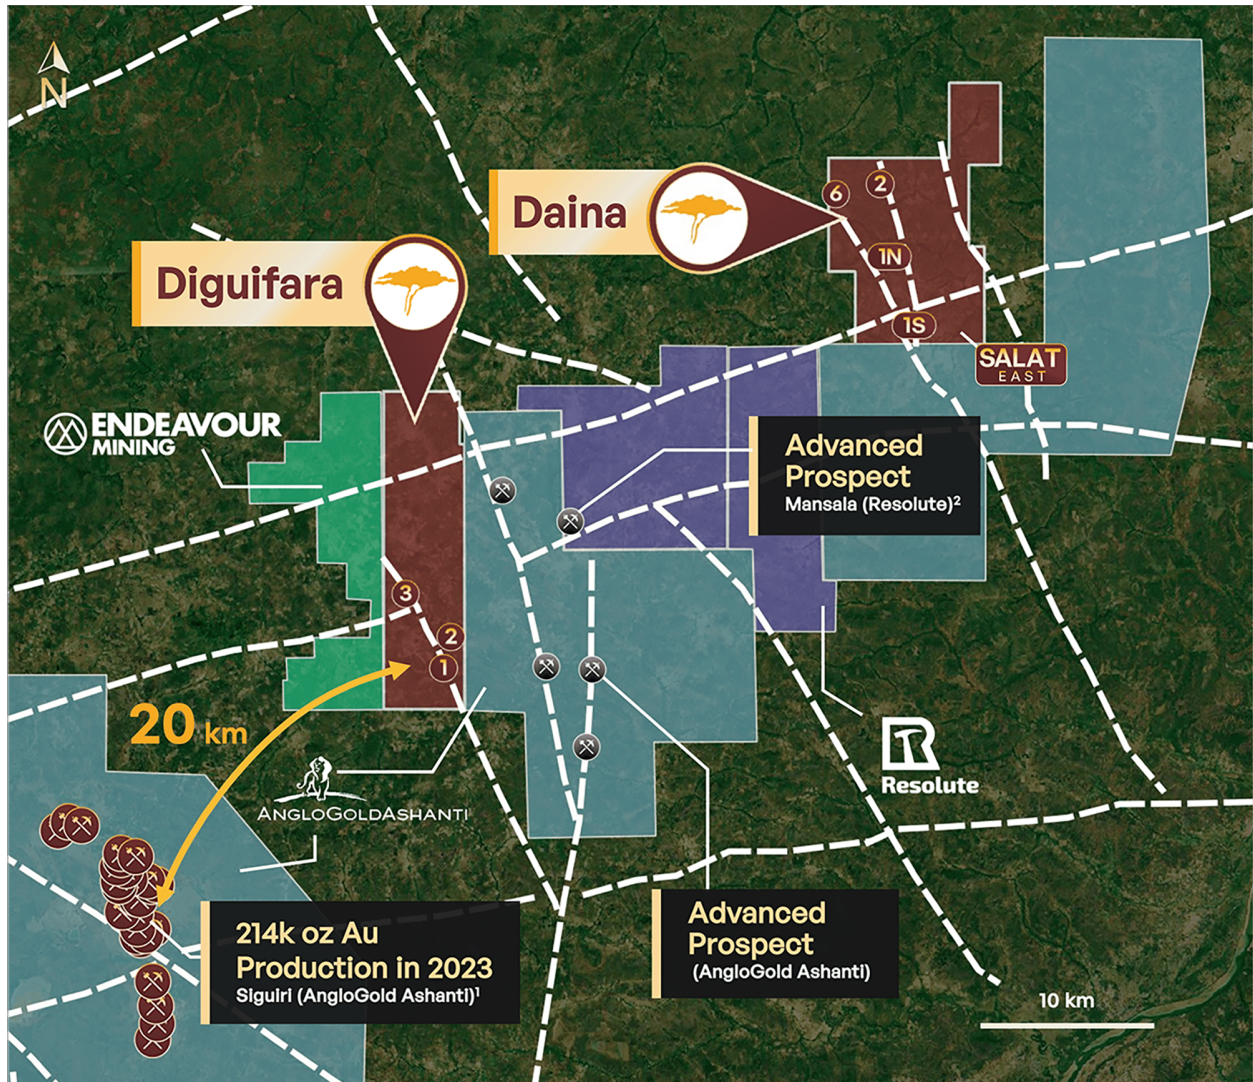 N
Daina
6
2
1N
1S
SALAT
EAST
Diguifara
ENDEAVOUR
MINING
Advanced
Prospect
Mansala (Resolute)²
3
2
1
20 km
ANGLOGOLDASHANTI
Resolute
214k oz Au
Production in 2023
Siguiri (AngloGold Ashanti)¹
Advanced
Prospect
(AngloGold Ashanti)
10 km